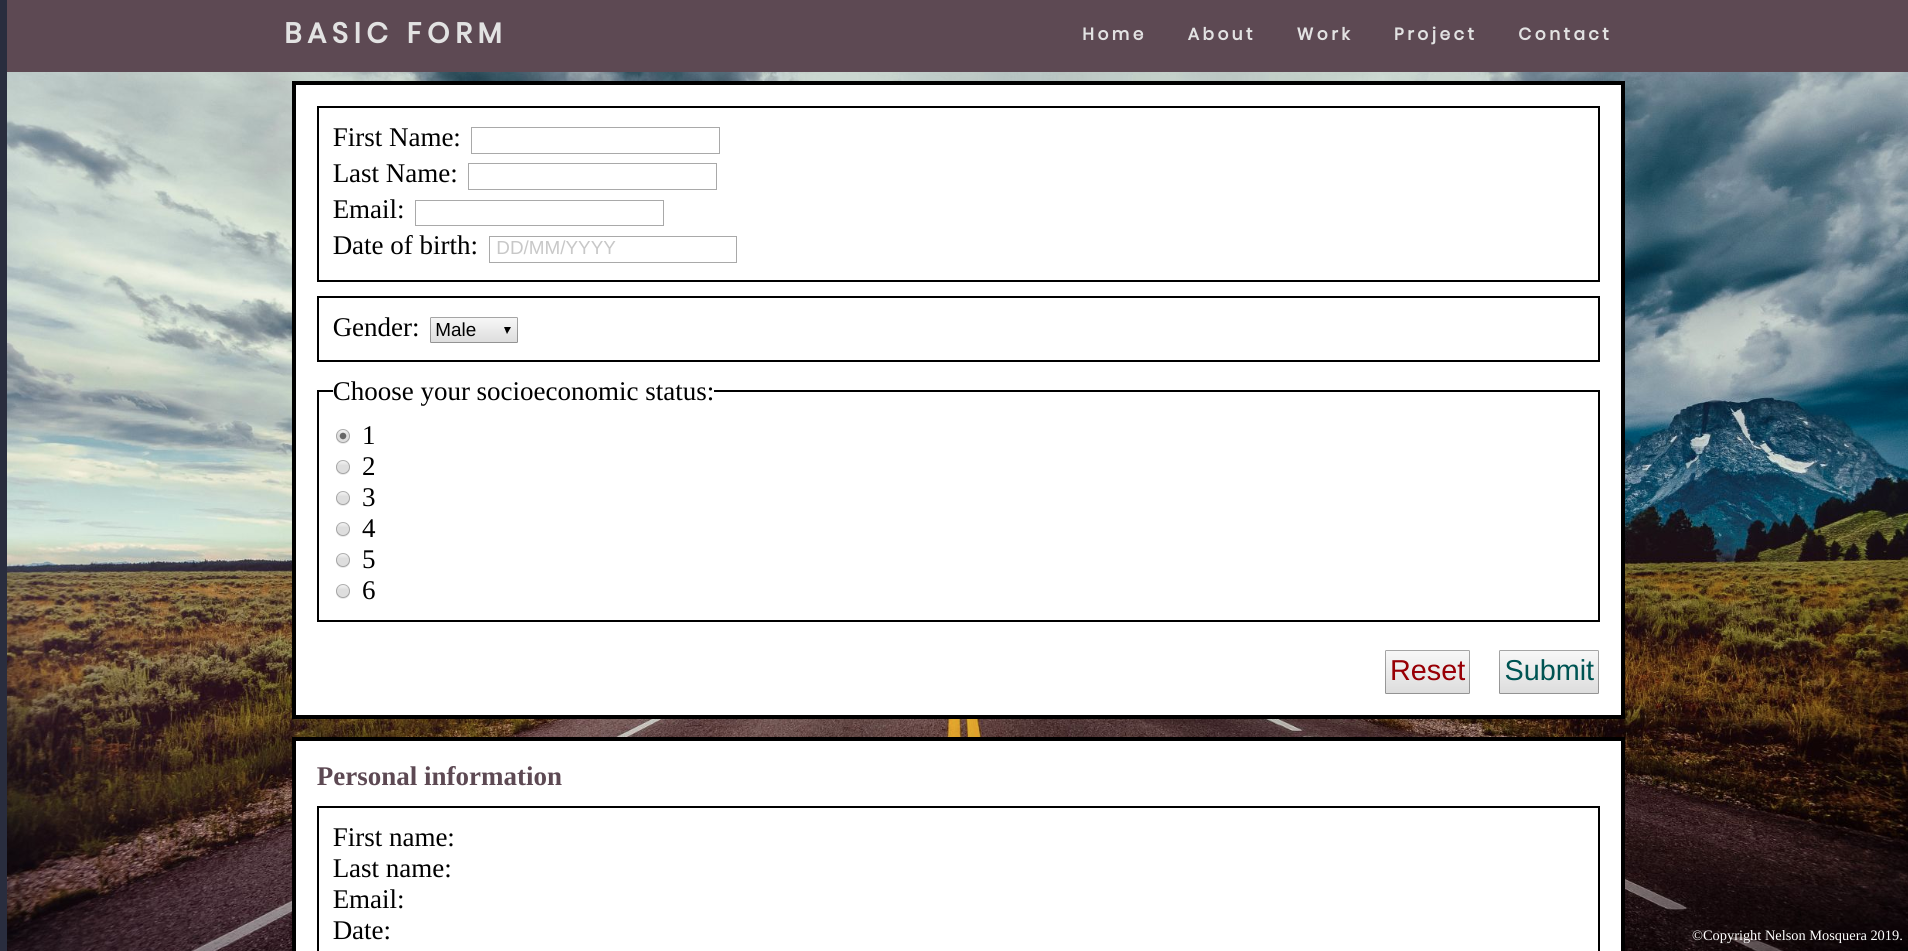 BASIC FORM Home About Work Project Contact
First Name:
Last Name:
Email:
Date of birth: DD/MM/YYYY
Gender: Male
Choose your socioeconomic status:
1
2
3
4
5
6
Reset Submit
Personal information
First name:
Last name:
Email:
Date:
©Copyright Nelson Mosquera 2019.